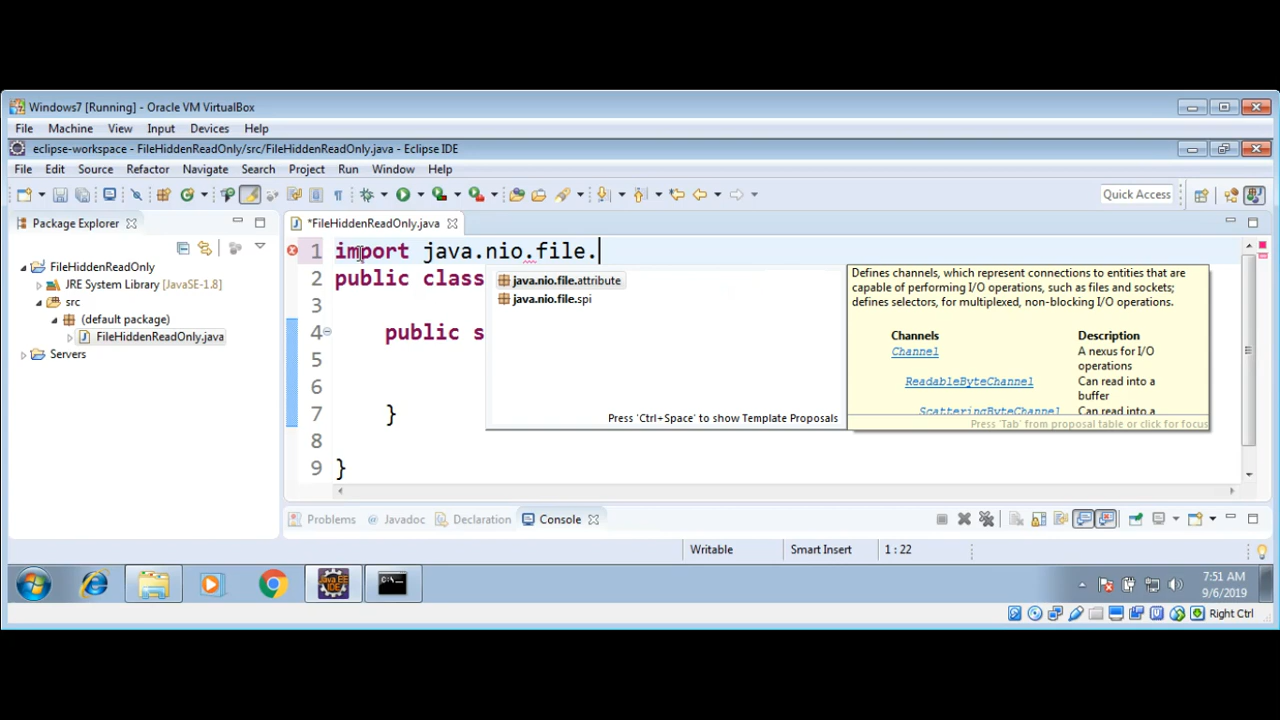 Windows7 [Running] - Oracle VM VirtualBox
File Machine View Input Devices Help
eclipse-workspace - FileHiddenReadOnly/src/FileHiddenReadOnly.java - Eclipse IDE
File Edit Source Refactor Navigate Search Project Run Window Help
Quick Access
Package Explorer
*FileHiddenReadOnly.java
FileHiddenReadOnly
JRE System Library [JavaSE-1.8]
src
(default package)
FileHiddenReadOnly.java
Servers
1 import java.nio.file.
2 public class
3
4 public s
5
6
7 }
8
9 }
java.nio.file.attribute
java.nio.file.spi
Press 'Ctrl+Space' to show Template Proposals
Defines channels, which represent connections to entities that are
capable of performing I/O operations, such as files and sockets;
defines selectors, for multiplexed, non-blocking I/O operations.
Channels Description
Channel A nexus for I/O
operations
ReadableByteChannel Can read into a
buffer
ScatteringByteChannel Can read into a
Press 'Tab' from proposal table or click for focus
Problems Javadoc Declaration Console
Writable Smart Insert 1 : 22
Java EE
IDE
7:51 AM
9/6/2019
Right Ctrl